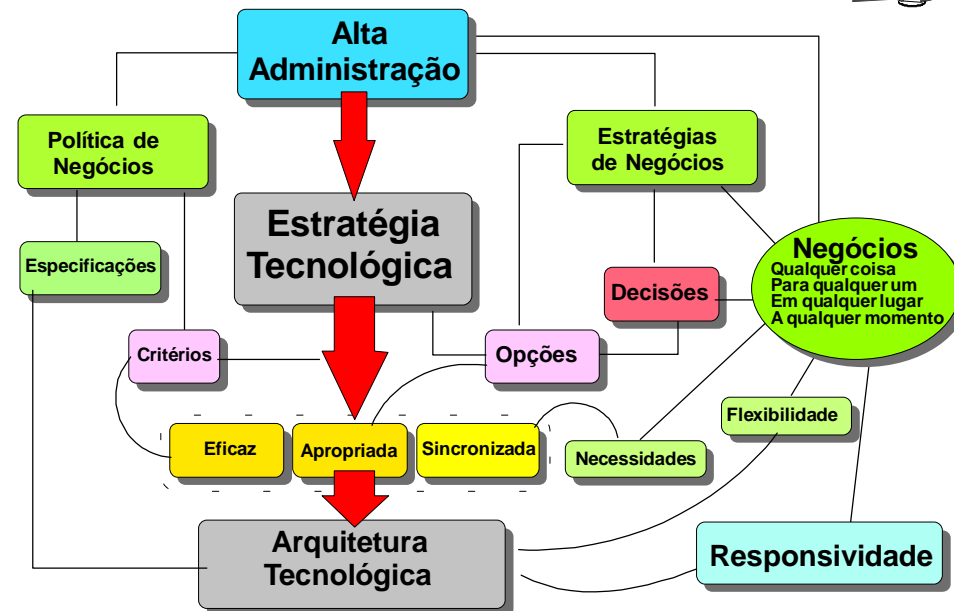 Alta
Administração
Política de
Negócios
Estratégias
de Negócios
Estratégia
Tecnológica
Especificações
Negócios
Qualquer coisa
Para qualquer um
Em qualquer lugar
A qualquer momento
Decisões
Critérios
Opções
Flexibilidade
Eficaz
Apropriada
Sincronizada
Necessidades
Arquitetura
Tecnológica
Responsividade